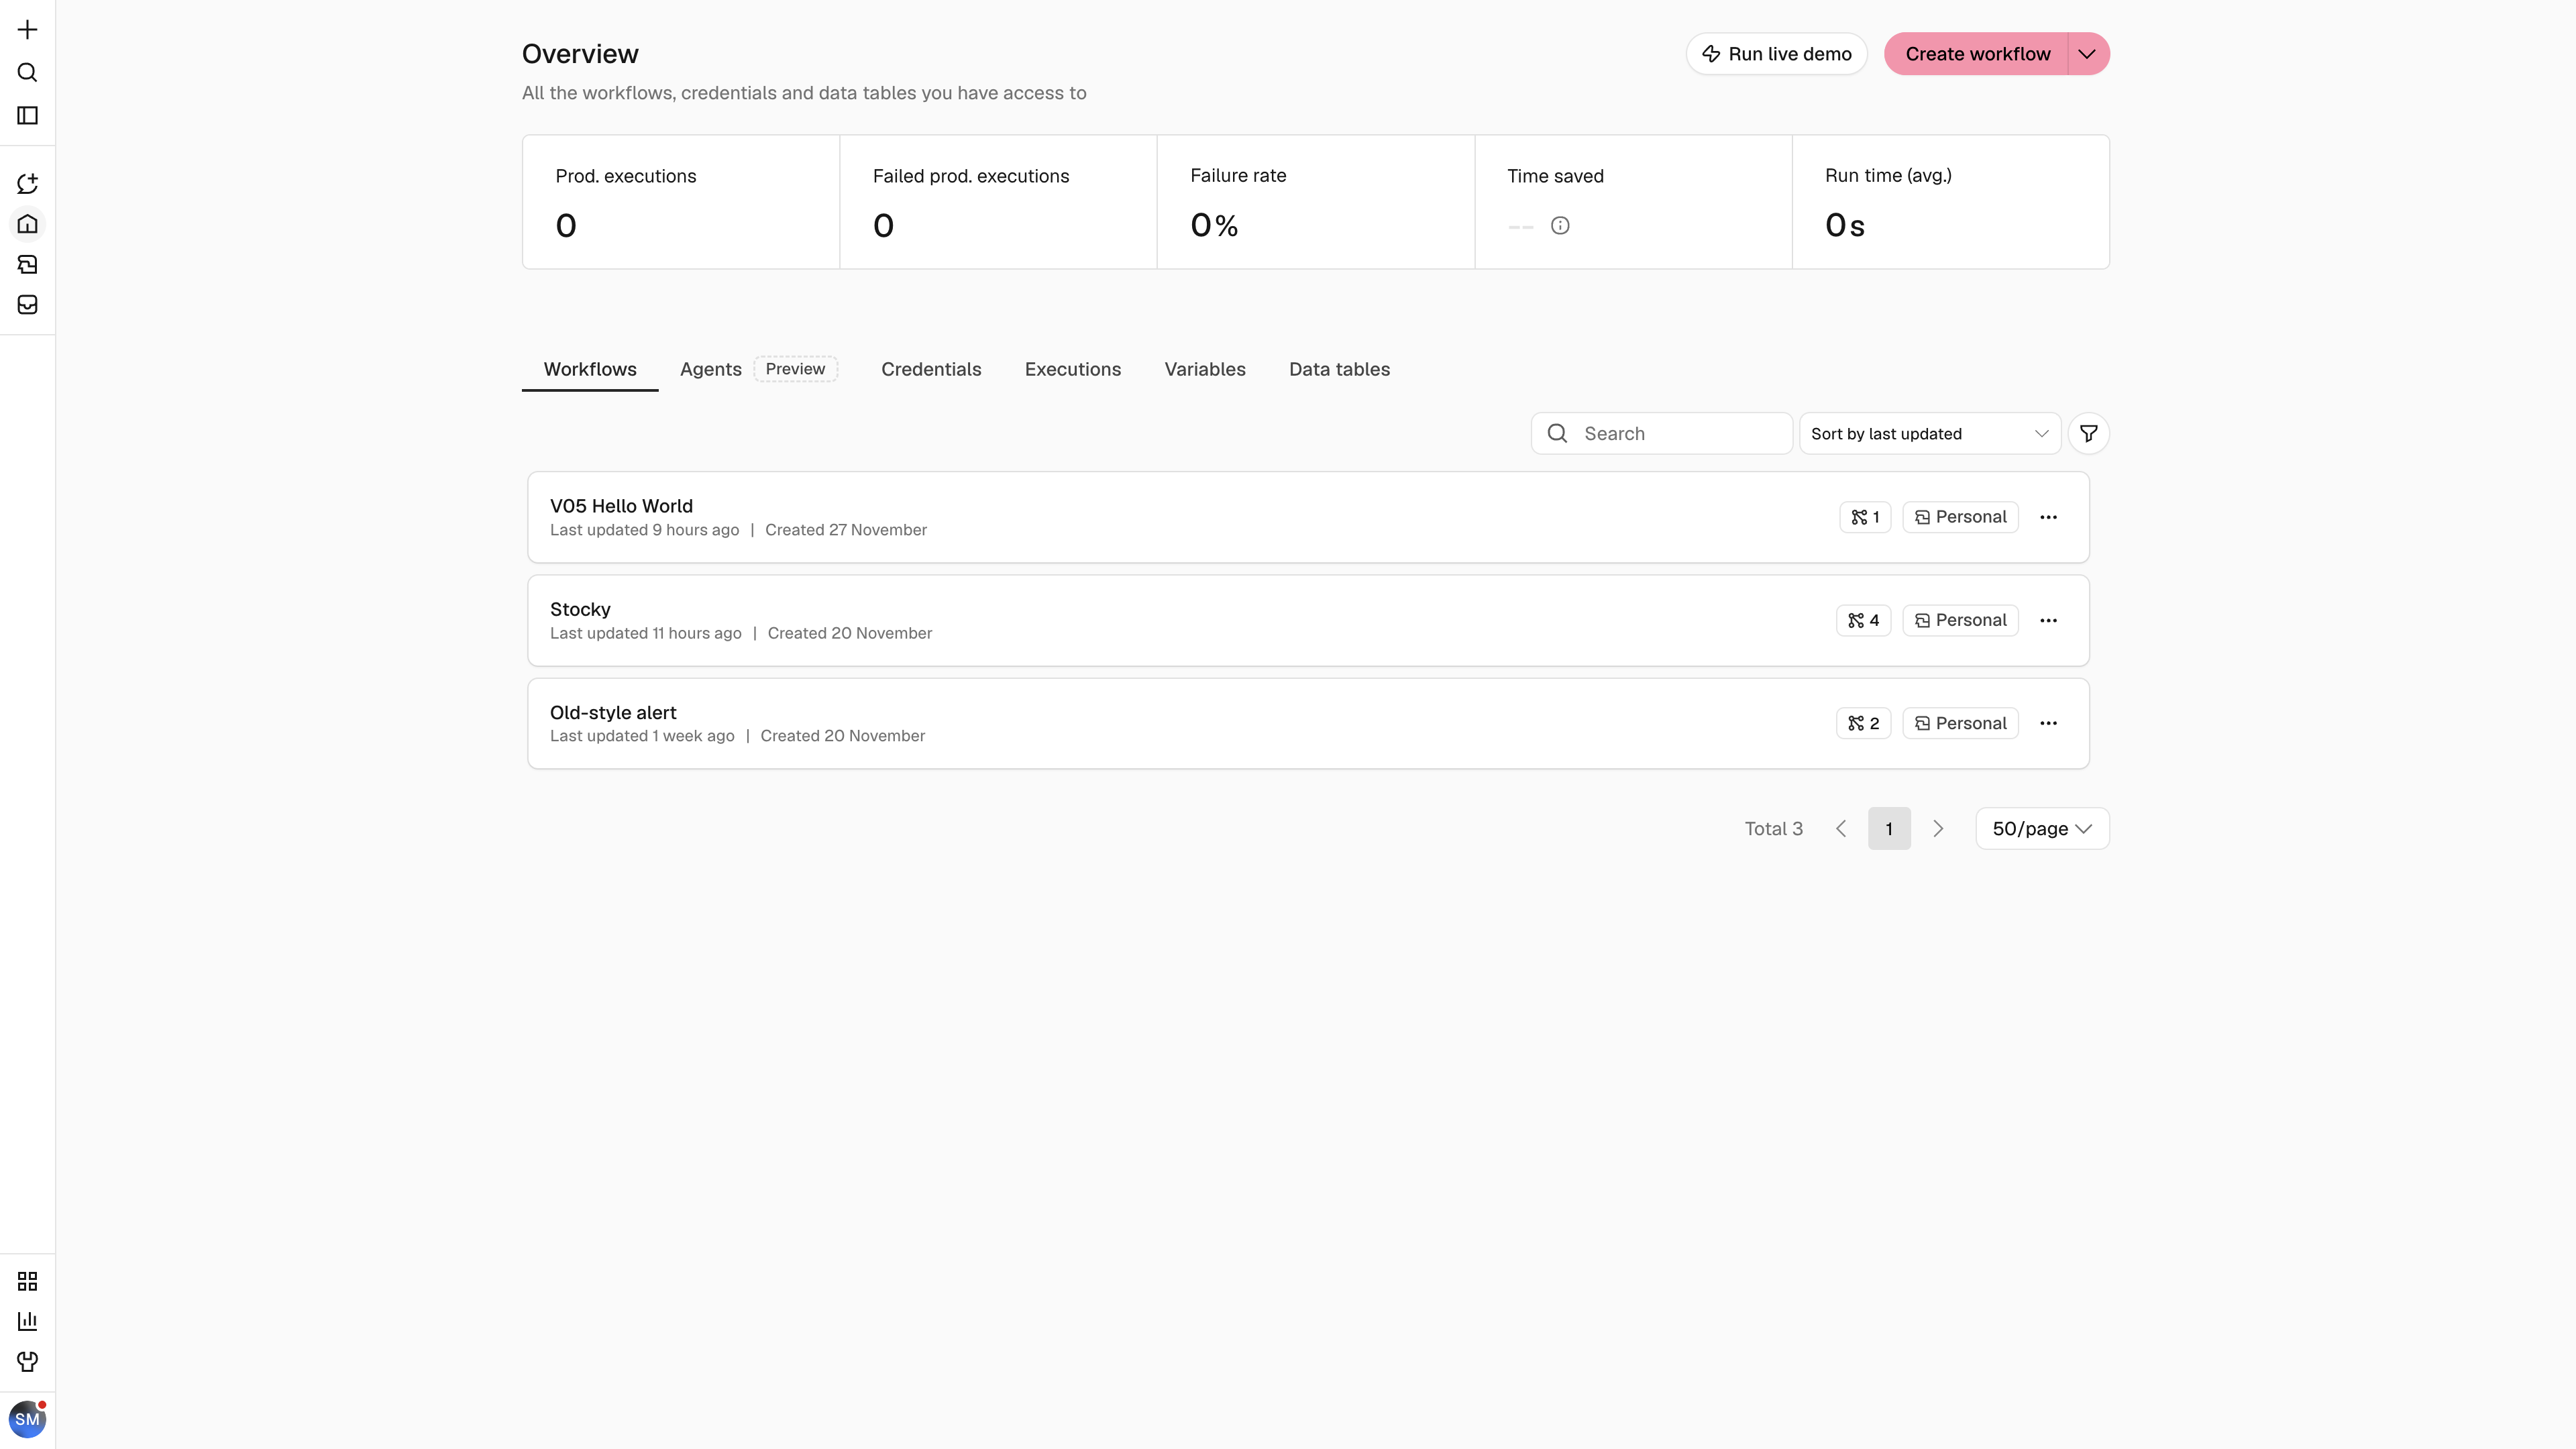 Overview
Run live demo
Create workflow
All the workflows, credentials and data tables you have access to
Prod. executions
0
Failed prod. executions
0
Failure rate
0%
Time saved
--
Run time (avg.)
0s
Workflows
Agents
Preview
Credentials
Executions
Variables
Data tables
Search
Sort by last updated
V05 Hello World
Last updated 9 hours ago | Created 27 November
1
Personal
Stocky
Last updated 11 hours ago | Created 20 November
4
Personal
Old-style alert
Last updated 1 week ago | Created 20 November
2
Personal
Total 3
1
50/page
SM